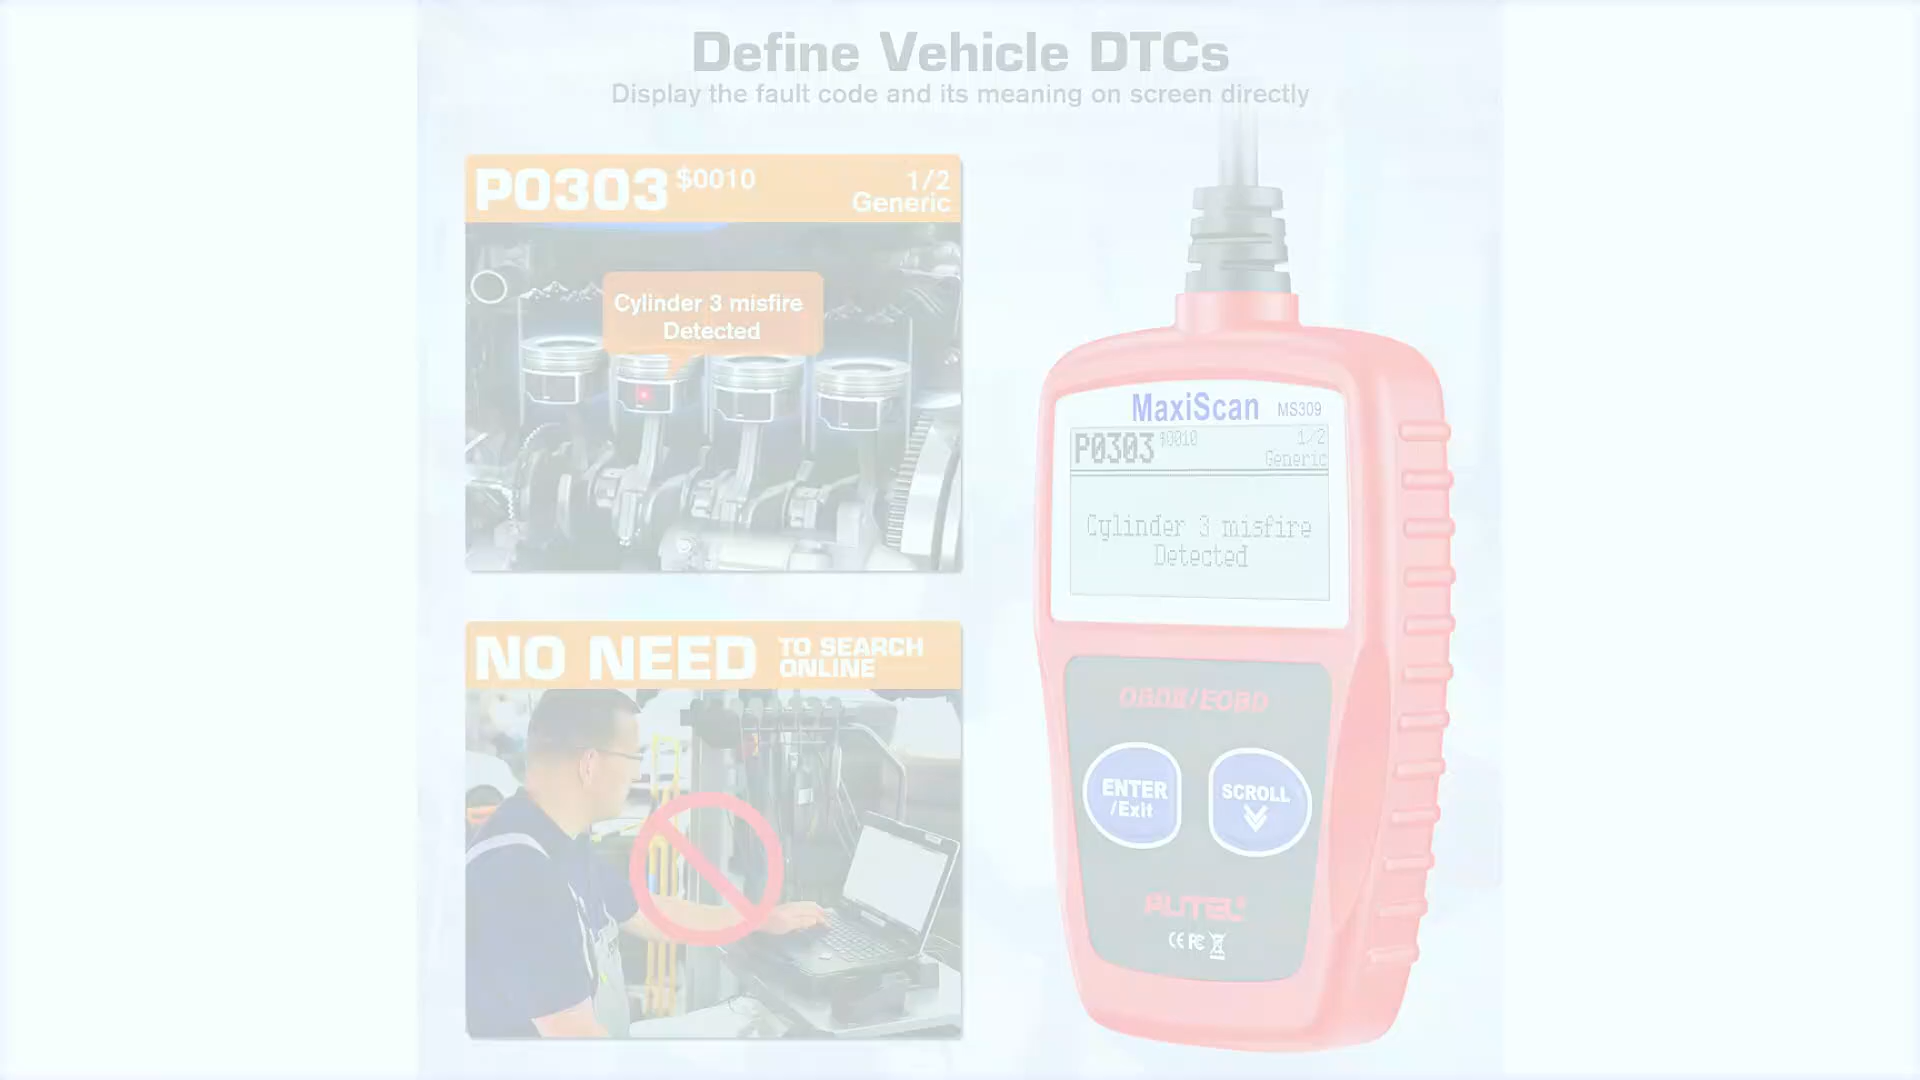 Define Vehicle DTCs
Display the fault code and its meaning on screen directly
P0303 $0010 1/2
Generic
Cylinder 3 misfire
Detected
NO NEED TO SEARCH
ONLINE
MaxiScan MS309
P0303 $0010 1/2
Generic
Cylinder 3 misfire
Detected
OBDII/EOBD
ENTER
/Exit
SCROLL
AUTEL®
CE FC